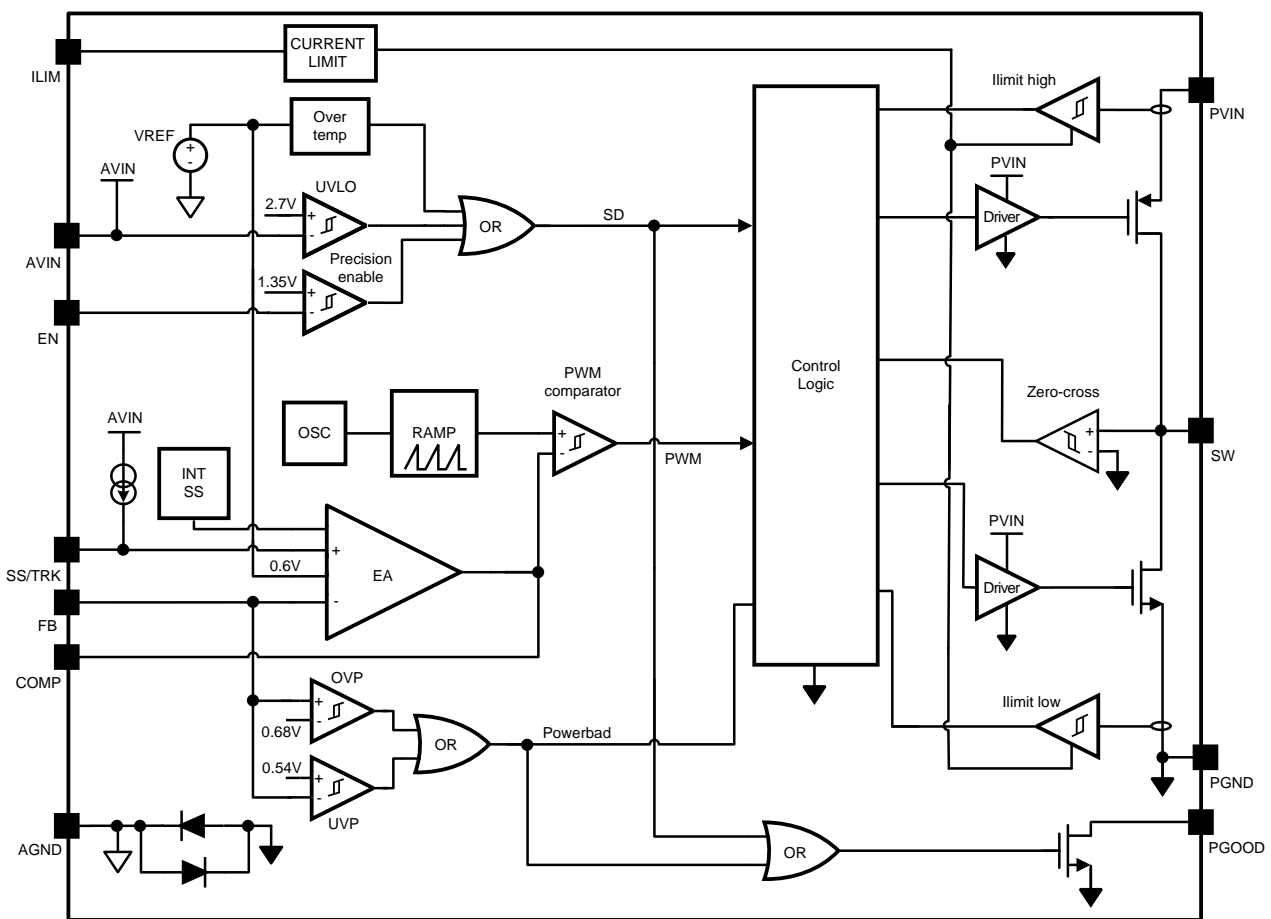 CURRENT
LIMIT
ILIM
Ilimit high
PVIN
Over
temp
VREF
+
-
AVIN
UVLO
2.7V
+
-
PVIN
Driver
OR
SD
AVIN
Precision
enable
1.35V
+
-
EN
Control
Logic
PWM
comparator
Zero-cross
AVIN
OSC
RAMP
+
-
PWM
+
-
SW
INT
SS
PVIN
SS/TRK
+
0.6V
EA
-
Driver
FB
COMP
OVP
+
-
0.68V
OR
Powerbad
Ilimit low
0.54V
+
-
UVP
PGND
AGND
OR
PGOOD